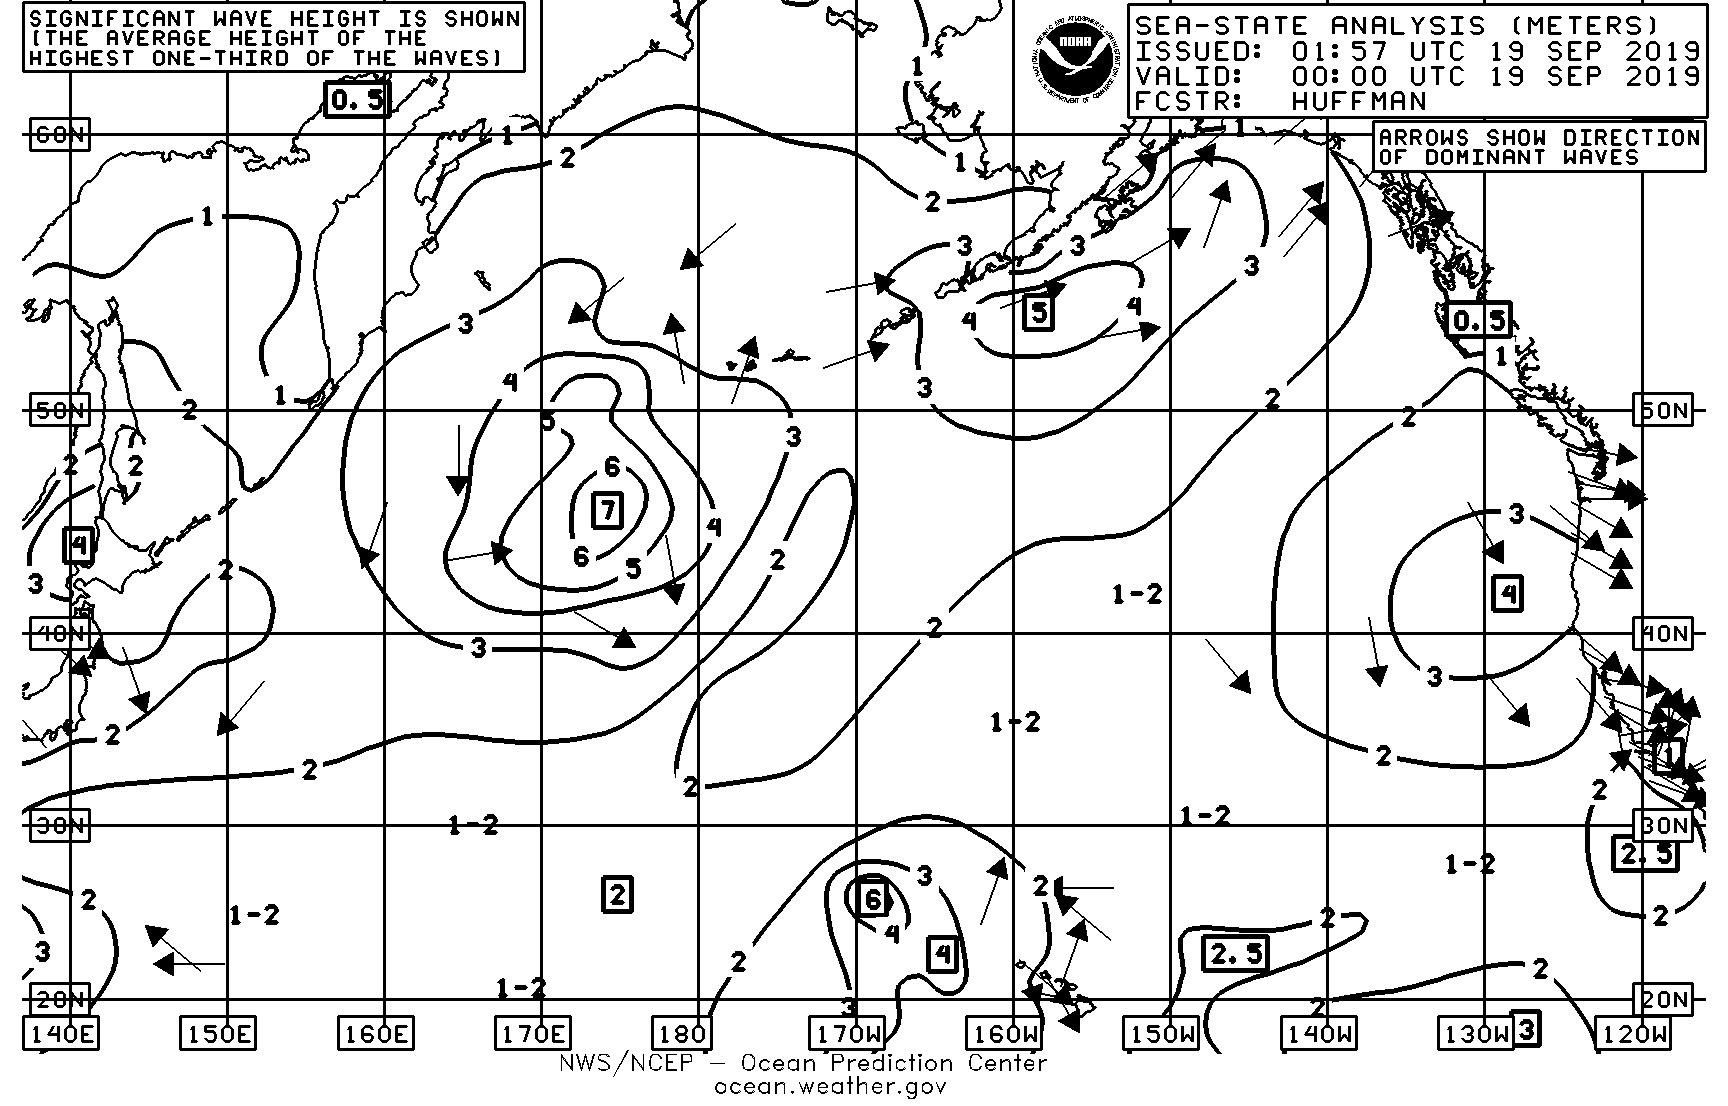 SIGNIFICANT WAVE HEIGHT IS SHOWN
(THE AVERAGE HEIGHT OF THE
HIGHEST ONE-THIRD OF THE WAVES)
NOAA
SEA-STATE ANALYSIS (METERS)
ISSUED: 01:57 UTC 19 SEP 2019
VALID: 00:00 UTC 19 SEP 2019
FCSTR: HUFFMAN
ARROWS SHOW DIRECTION
OF DOMINANT WAVES
0.5
1
60N
1
1
2
1
2
1
3
3
3
3
4
5
4
3
0.5
1
4
3
1
2
50N
5
3
2
2
50N
2
2
6
7
4
3
4
3
6
5
2
2
1-2
4
40N
2
40N
3
3
2
1-2
2
1
2
2
2
30N
1-2
1-2
30N
2.5
1-2
2
3
2
6
2
1-2
2
2
4
3
2
4
2.5
2
20N
1-2
3
2
20N
140E
150E
160E
170E
180
170W
160W
150W
140W
130W
3
120W
NWS/NCEP – Ocean Prediction Center
ocean.weather.gov